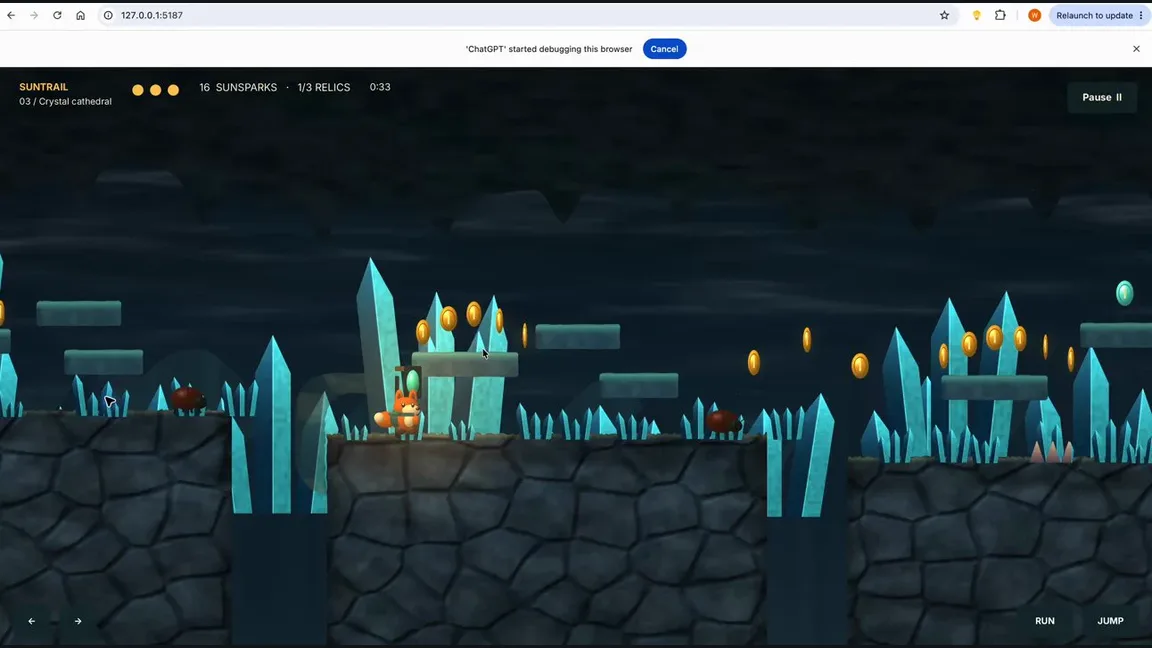 127.0.0.1:5187
W
Relaunch to update
'ChatGPT' started debugging this browser
Cancel
SUNTRAIL
03 / Crystal cathedral
16 SUNSPARKS · 1/3 RELICS
0:33
Pause II
RUN
JUMP